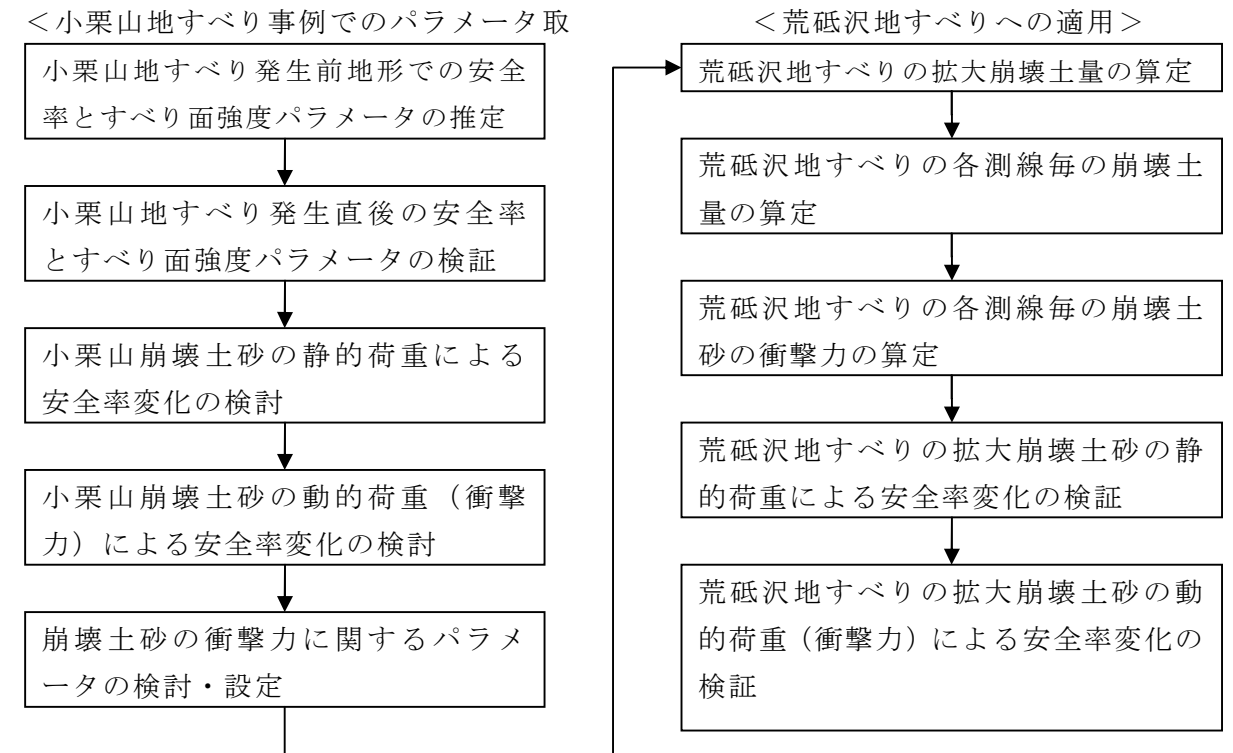 ＜小栗山地すべり事例でのパラメータ取
小栗山地すべり発生前地形での安全
率とすべり面強度パラメータの推定
小栗山地すべり発生直後の安全率
とすべり面強度パラメータの検証
小栗山崩壊土砂の静的荷重による
安全率変化の検討
小栗山崩壊土砂の動的荷重（衝撃
力）による安全率変化の検討
崩壊土砂の衝撃力に関するパラメ
ータの検討・設定
＜荒砥沢地すべりへの適用＞
荒砥沢地すべりの拡大崩壊土量の算定
荒砥沢地すべりの各測線毎の崩壊土
量の算定
荒砥沢地すべりの各測線毎の崩壊土
砂の衝撃力の算定
荒砥沢地すべりの拡大崩壊土砂の静
的荷重による安全率変化の検証
荒砥沢地すべりの拡大崩壊土砂の動
的荷重（衝撃力）による安全率変化の
検証